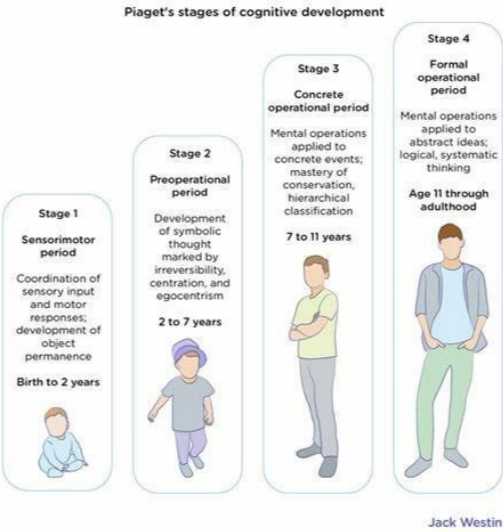 Piaget's stages of cognitive development
Stage 1
Sensorimotor
period
Coordination of
sensory input
and motor
responses;
development of
object
permanence
Birth to 2 years
Stage 2
Preoperational
period
Development
of symbolic
thought
marked by
irreversibility,
centration, and
egocentrism
2 to 7 years
Stage 3
Concrete
operational period
Mental operations
applied to
concrete events;
mastery of
conservation,
hierarchical
classification
7 to 11 years
Stage 4
Formal
operational
period
Mental operations
applied to
abstract ideas;
logical, systematic
thinking
Age 11 through
adulthood
Jack Westin